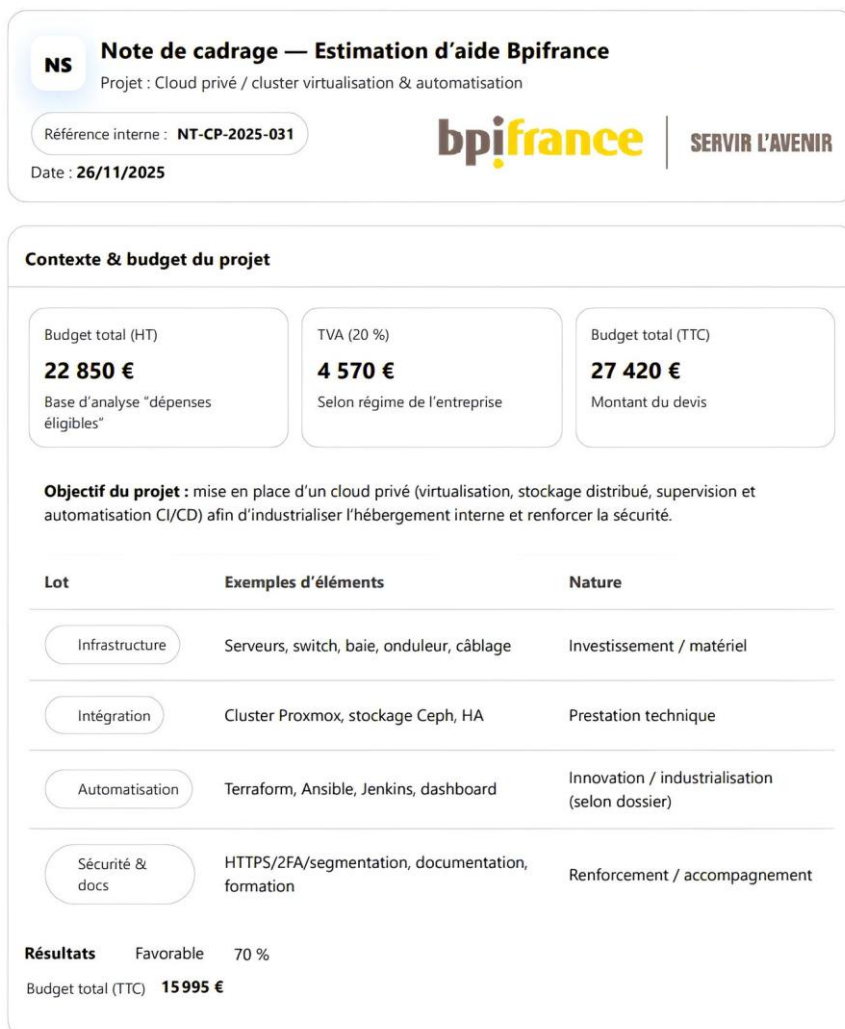 NS
Note de cadrage — Estimation d’aide Bpifrance
Projet : Cloud privé / cluster virtualisation & automatisation
Référence interne : NT-CP-2025-031
Date : 26/11/2025
bpifrance
SERVIR L’AVENIR
Contexte & budget du projet
Budget total (HT)
22 850 €
Base d’analyse “dépenses
éligibles”
TVA (20 %)
4 570 €
Selon régime de l’entreprise
Budget total (TTC)
27 420 €
Montant du devis
Objectif du projet : mise en place d’un cloud privé (virtualisation, stockage distribué, supervision et
automatisation CI/CD) afin d’industrialiser l’hébergement interne et renforcer la sécurité.
Lot Exemples d’éléments Nature
Infrastructure Serveurs, switch, baie, onduleur, câblage Investissement / matériel
Intégration Cluster Proxmox, stockage Ceph, HA Prestation technique
Automatisation Terraform, Ansible, Jenkins, dashboard Innovation / industrialisation
(selon dossier)
Sécurité &
docs
HTTPS/2FA/segmentation, documentation,
formation
Renforcement / accompagnement
Résultats Favorable 70 %
Budget total (TTC) 15 995 €